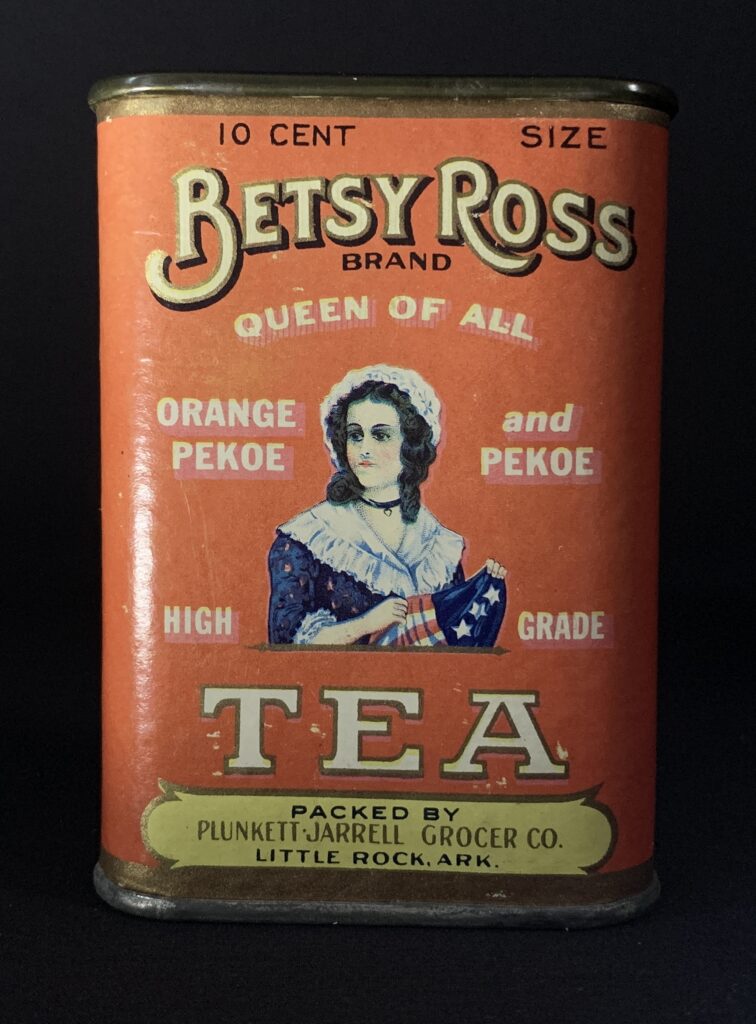 10 CENT SIZE
BETSY ROSS
BRAND
QUEEN OF ALL
ORANGE and
PEKOE PEKOE
HIGH GRADE
TEA
PACKED BY
PLUNKETT-JARRELL GROCER CO.
LITTLE ROCK, ARK.